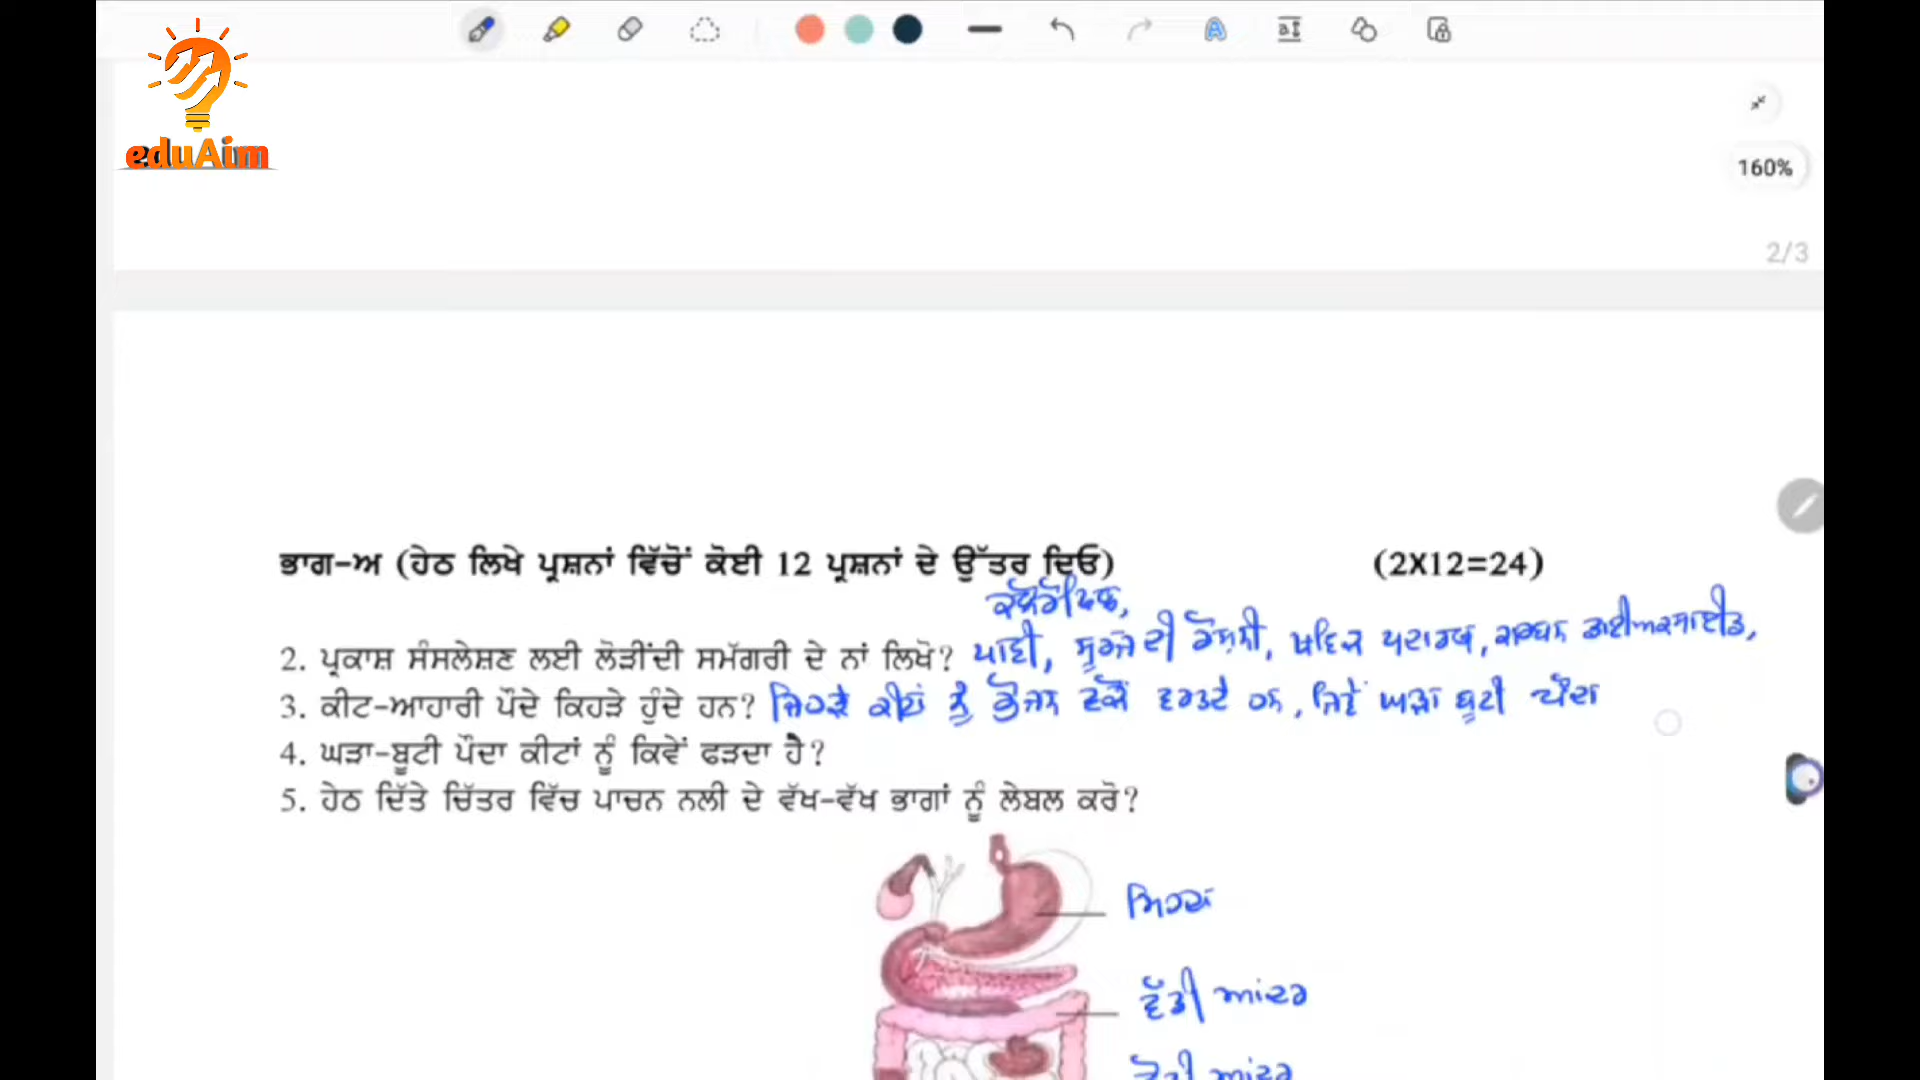 eduAim
160%
2/3
ਭਾਗ-ਅ (ਹੇਠ ਲਿਖੇ ਪ੍ਰਸ਼ਨਾਂ ਵਿੱਚੋਂ ਕੋਈ 12 ਪ੍ਰਸ਼ਨਾਂ ਦੇ ਉੱਤਰ ਦਿਓ) (2X12=24)
ਕਲੋਰੋਫਿਲ,
2. ਪ੍ਰਕਾਸ਼ ਸੰਸਲੇਸ਼ਣ ਲਈ ਲੋੜੀਂਦੀ ਸਮੱਗਰੀ ਦੇ ਨਾਂ ਲਿਖੋ? ਪਾਣੀ, ਸੂਰਜ ਦੀ ਰੋਸ਼ਨੀ, ਖਣਿਜ ਪਦਾਰਥ, ਕਾਰਬਨ ਡਾਈਆਕਸਾਈਡ,
3. ਕੀਟ-ਆਹਾਰੀ ਪੌਦੇ ਕਿਹੜੇ ਹੁੰਦੇ ਹਨ? ਜਿਹੜੇ ਕੀਟਾਂ ਨੂੰ ਭੋਜਨ ਵਜੋਂ ਵਰਤਦੇ ਹਨ, ਜਿਵੇਂ ਘੜਾ ਬੂਟੀ ਪੌਦਾ
4. ਘੜਾ-ਬੂਟੀ ਪੌਦਾ ਕੀਟਾਂ ਨੂੰ ਕਿਵੇਂ ਫੜਦਾ ਹੈ?
5. ਹੇਠ ਦਿੱਤੇ ਚਿੱਤਰ ਵਿੱਚ ਪਾਚਨ ਨਲੀ ਦੇ ਵੱਖ-ਵੱਖ ਭਾਗਾਂ ਨੂੰ ਲੇਬਲ ਕਰੋ?
ਮਿਹਦਾ
ਵੱਡੀ ਆਂਦਰ
ਆਂਦਰ